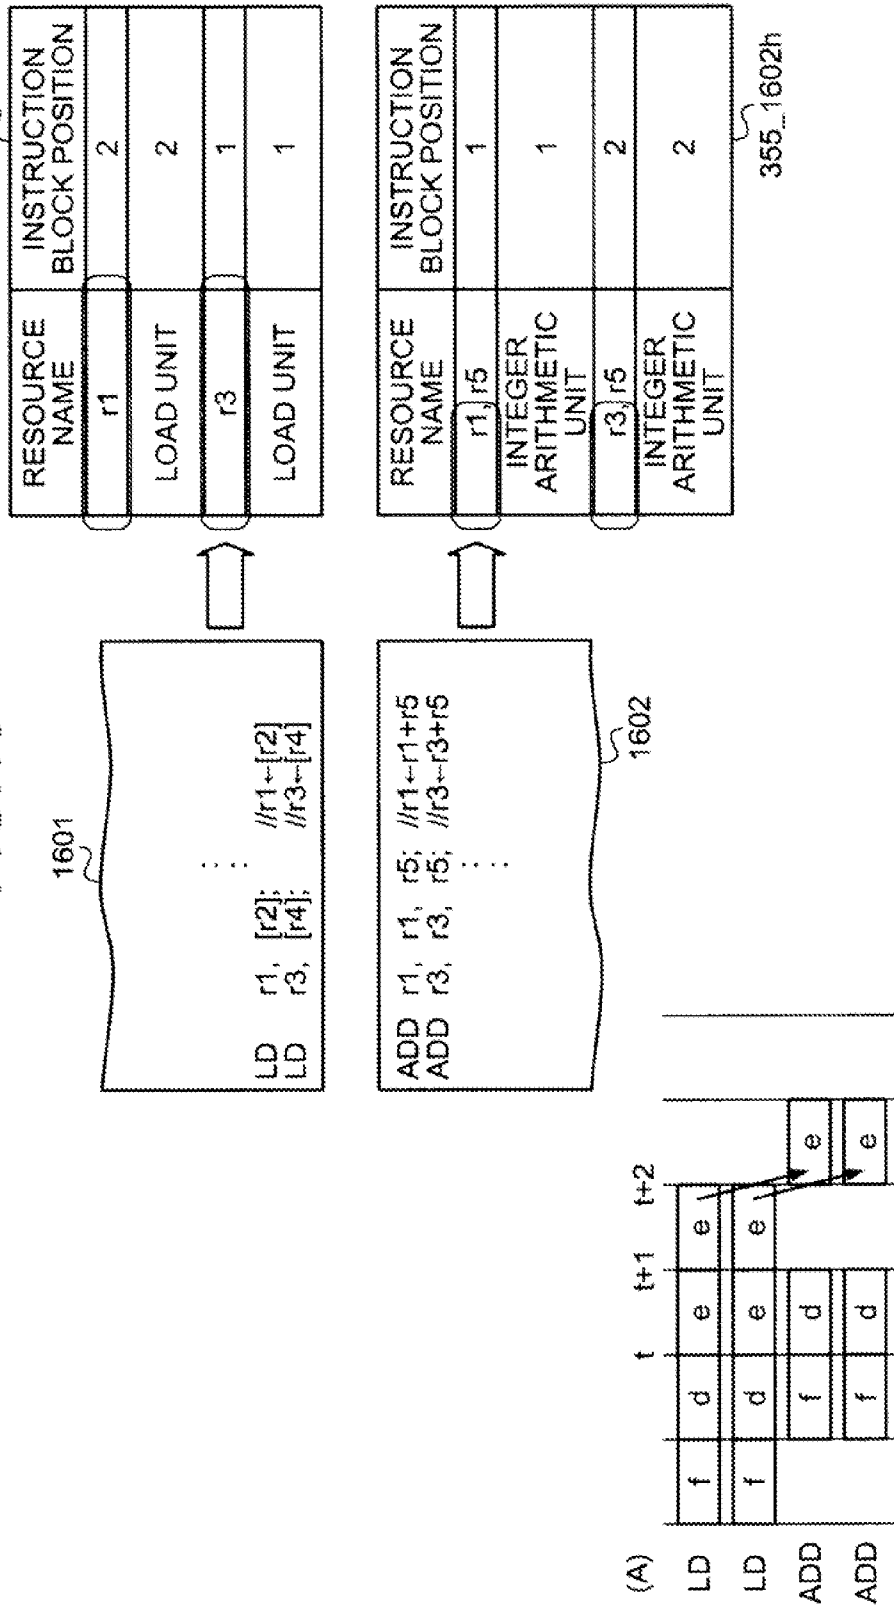 1601
LD r1, [r2]; //r1←[r2]
LD r3, [r4]; //r3←[r4]
RESOURCE NAME INSTRUCTION BLOCK POSITION
r1 2
LOAD UNIT 2
r3 1
LOAD UNIT 1
ADD r1, r1, r5; //r1←r1+r5
ADD r3, r3, r5; //r3←r3+r5
1602
RESOURCE NAME INSTRUCTION BLOCK POSITION
r1, r5 1
INTEGER ARITHMETIC UNIT 1
r3, r5 2
INTEGER ARITHMETIC UNIT 2
355_1602h
(A)
t t+1 t+2
LD f d e e
LD f d e e
ADD f d e
ADD f d e